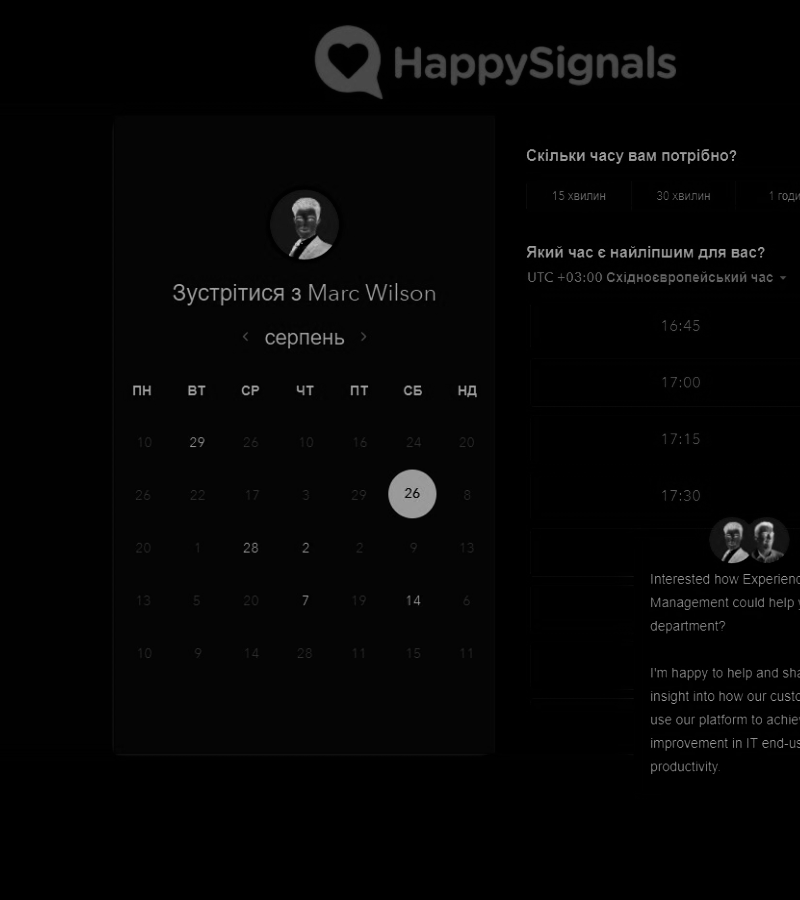 HappySignals
Зустрітися з Marc Wilson
серпень
ПН ВТ СР ЧТ ПТ СБ НД
10 29 26 10 16 24 20
26 22 17 3 29 26 8
20 1 28 2 2 9 13
13 5 20 7 19 14 6
10 9 14 28 11 15 11
Скільки часу вам потрібно?
15 хвилин 30 хвилин 1 годи
Який час є найліпшим для вас?
UTC +03:00 Східноєвропейський час
16:45
17:00
17:15
17:30
Interested how Experienc
Management could help y
department?
I'm happy to help and sha
insight into how our custo
use our platform to achiev
improvement in IT end-us
productivity.